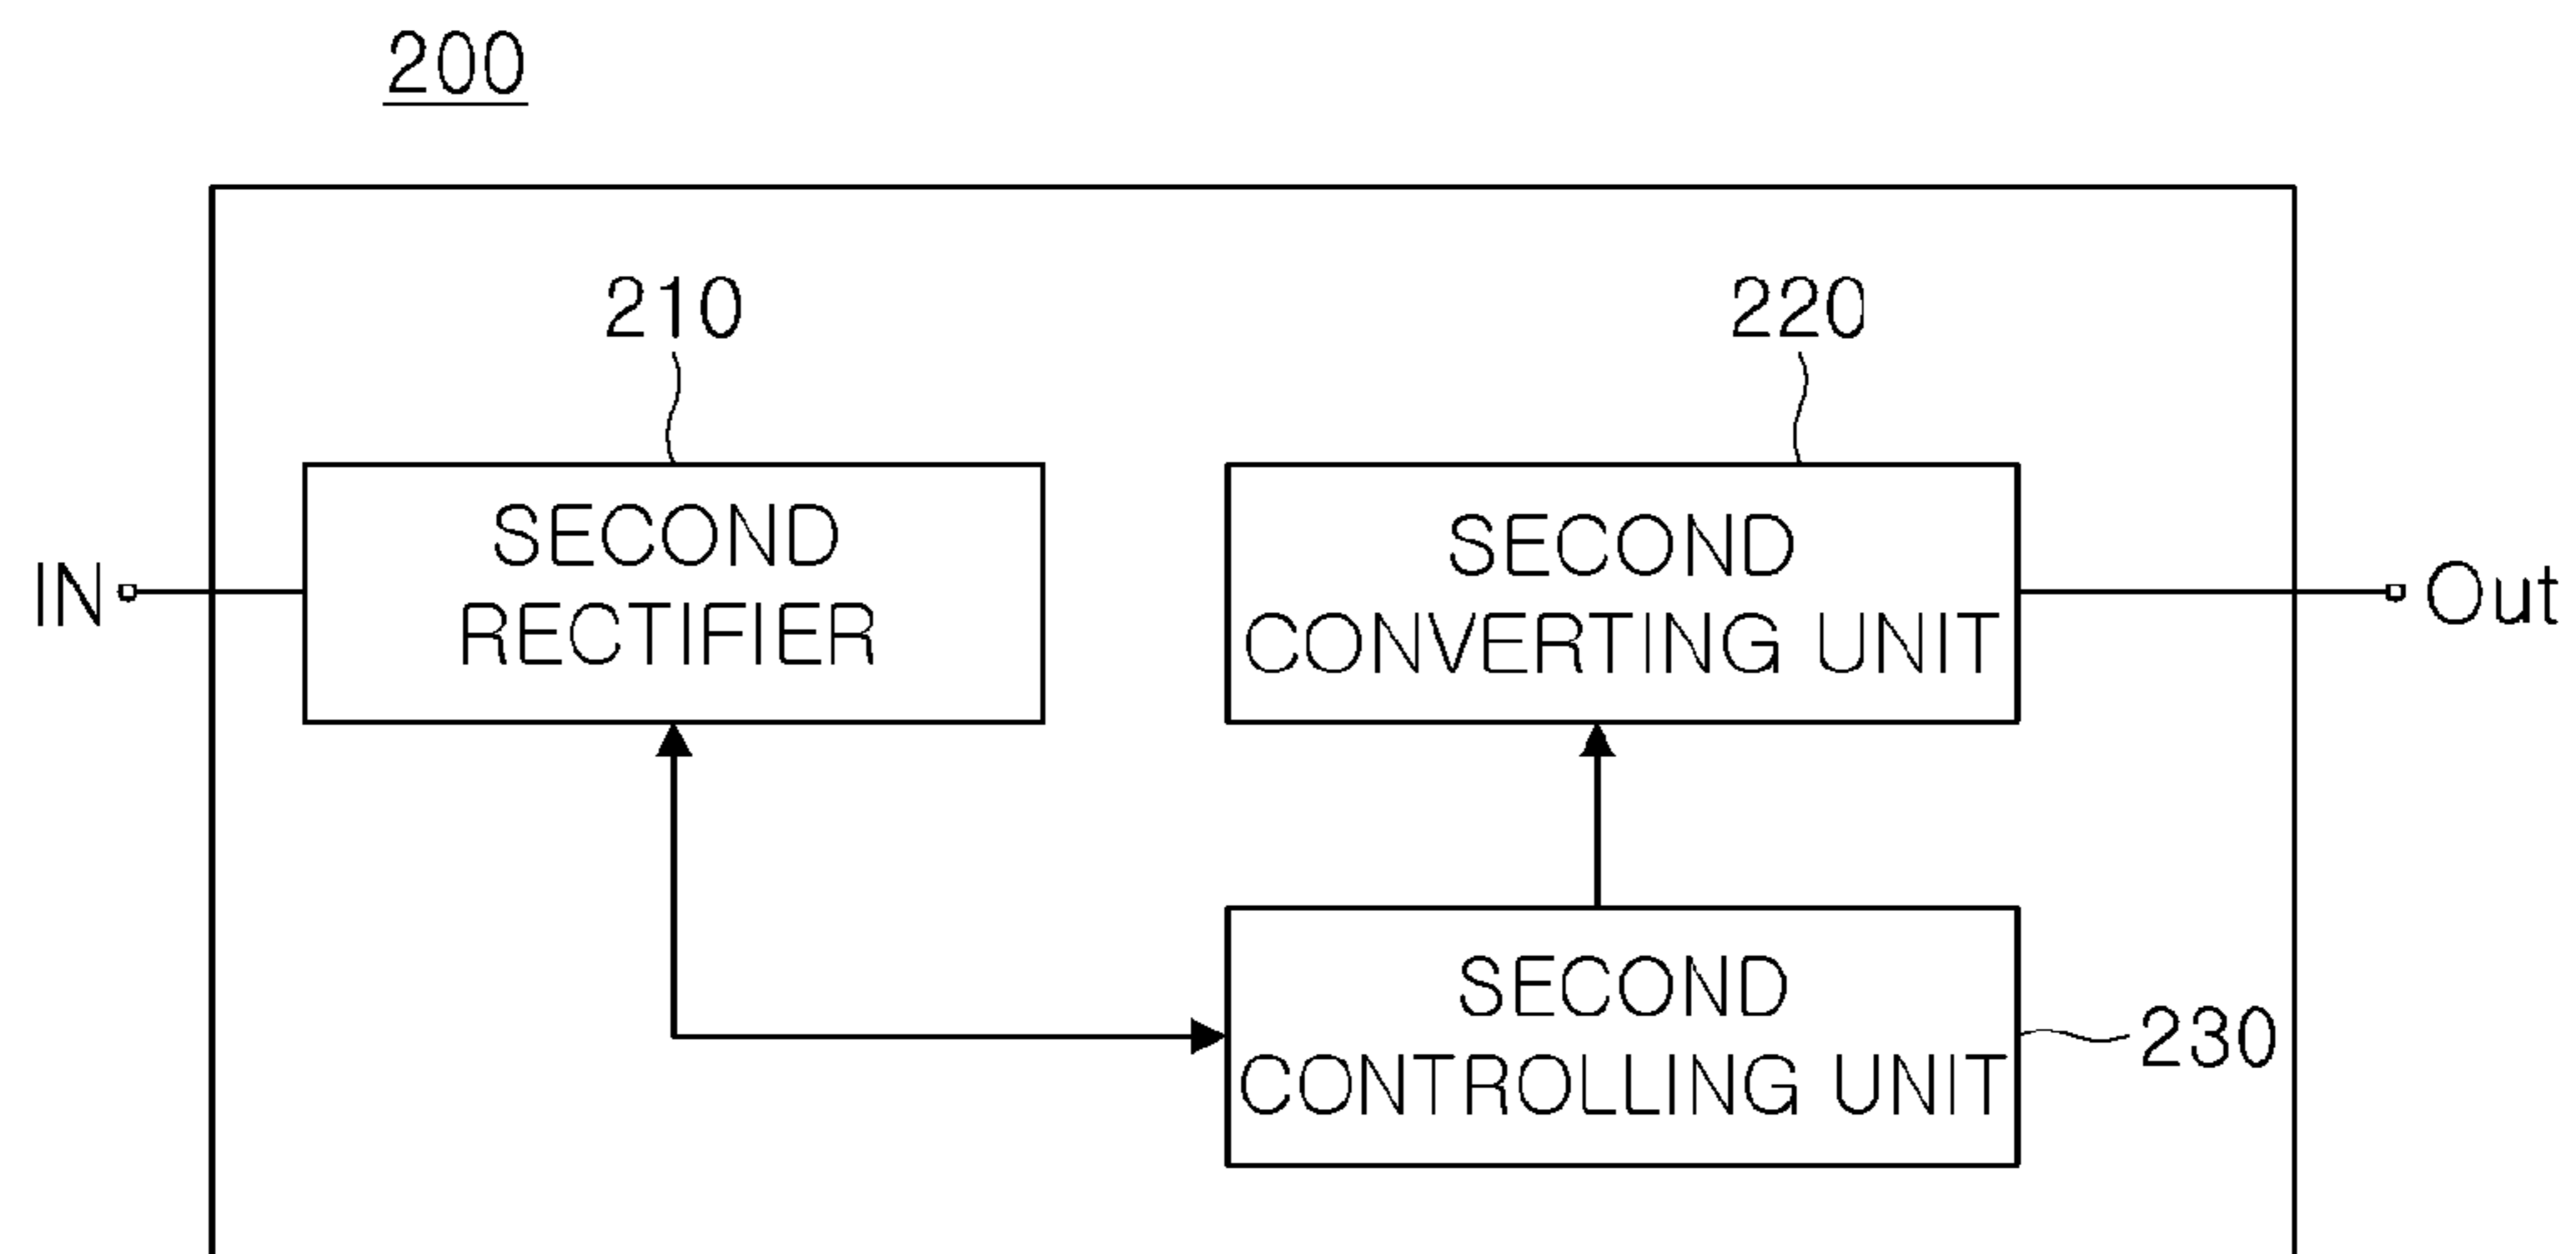 200
210
220
SECOND
RECTIFIER
SECOND
CONVERTING UNIT
IN
Out
SECOND
CONTROLLING UNIT
230